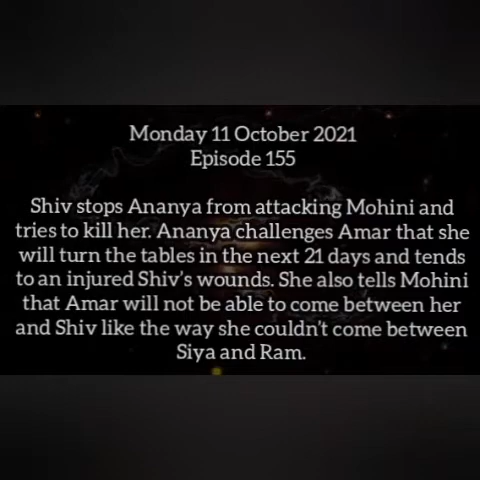 Monday 11 October 2021
Episode 155
Shiv stops Ananya from attacking Mohini and
tries to kill her. Ananya challenges Amar that she
will turn the tables in the next 21 days and tends
to an injured Shiv's wounds. She also tells Mohini
that Amar will not be able to come between her
and Shiv like the way she couldn't come between
Siya and Ram.